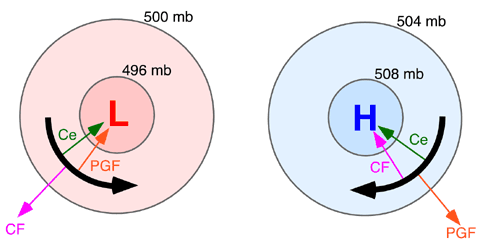 500 mb
496 mb
L
Ce
PGF
CF
504 mb
508 mb
H
Ce
CF
PGF